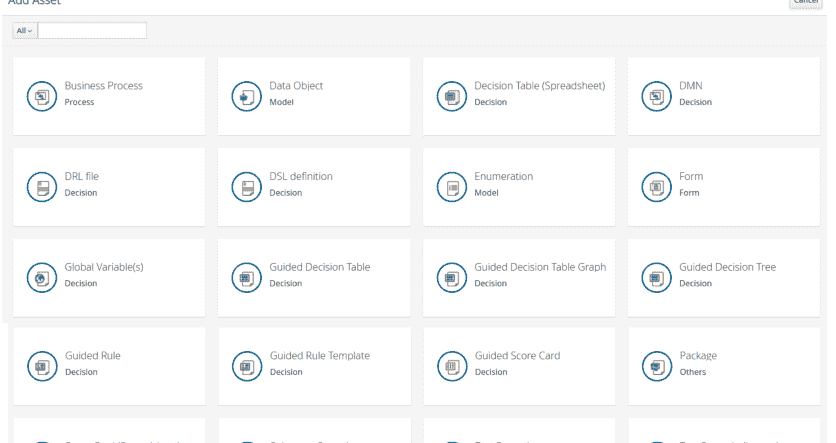 Add Asset
Cancel
All
Business Process
Process
Data Object
Model
Decision Table (Spreadsheet)
Decision
DMN
Decision
DRL file
Decision
DSL definition
Decision
Enumeration
Model
Form
Form
Global Variable(s)
Decision
Guided Decision Table
Decision
Guided Decision Table Graph
Decision
Guided Decision Tree
Decision
Guided Rule
Decision
Guided Rule Template
Decision
Guided Score Card
Decision
Package
Others